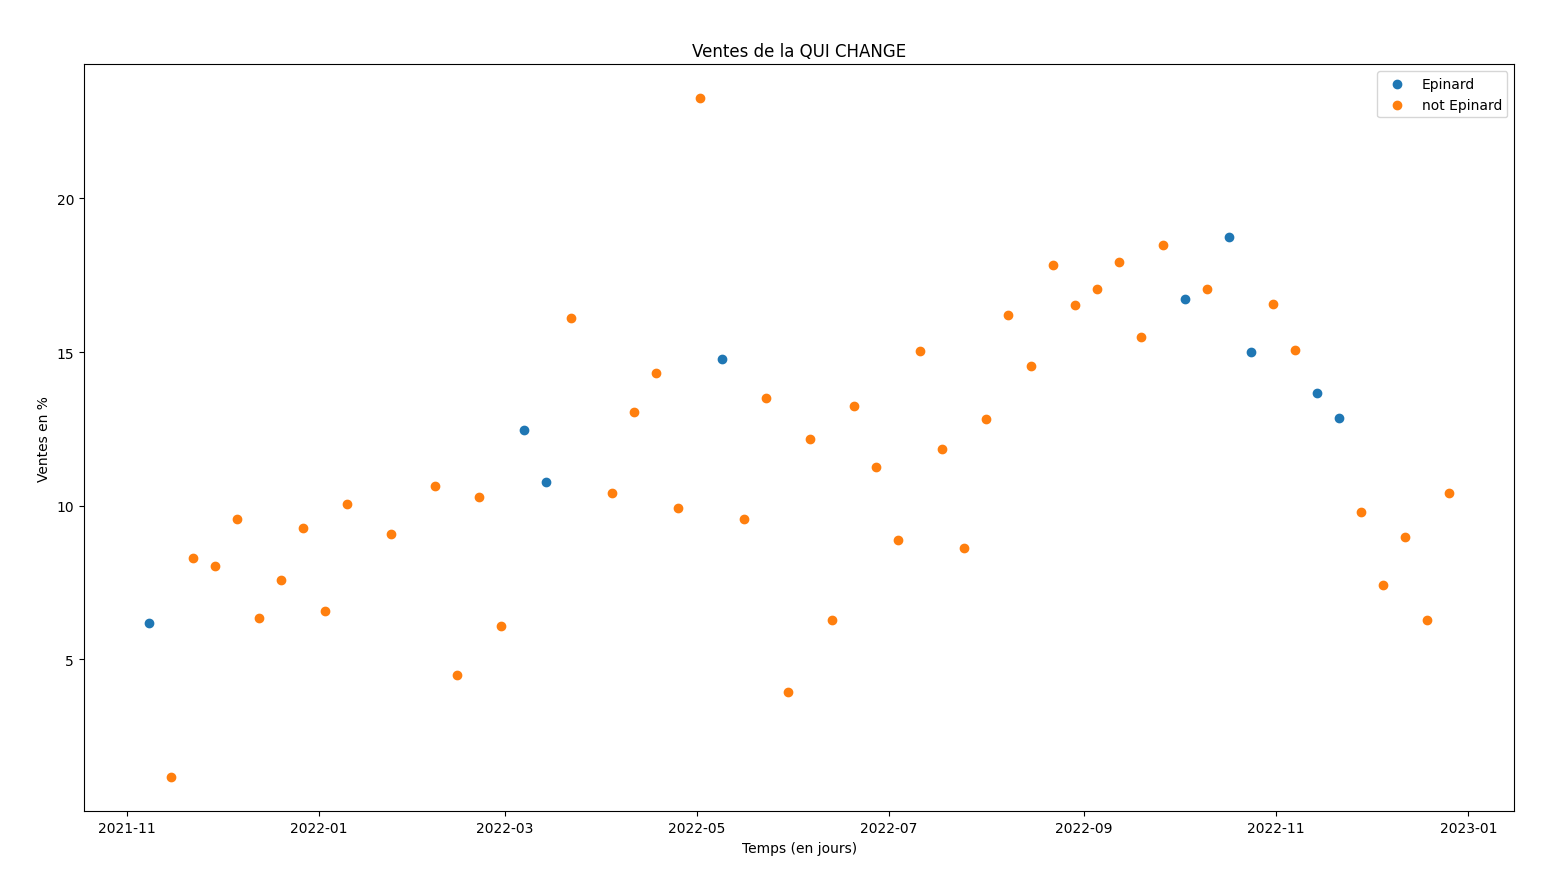 Ventes de la QUI CHANGE
Epinard
not Epinard
Ventes en %
20
15
10
5
2021-11
2022-01
2022-03
2022-05
2022-07
2022-09
2022-11
2023-01
Temps (en jours)